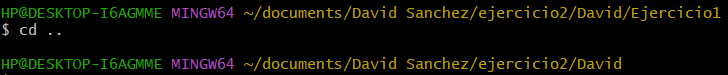 HP@DESKTOP-I6AGMME MINGW64 ~/documents/David Sanchez/ejercicio2/David/Ejercicio1
$ cd ..
HP@DESKTOP-I6AGMME MINGW64 ~/documents/David Sanchez/ejercicio2/David